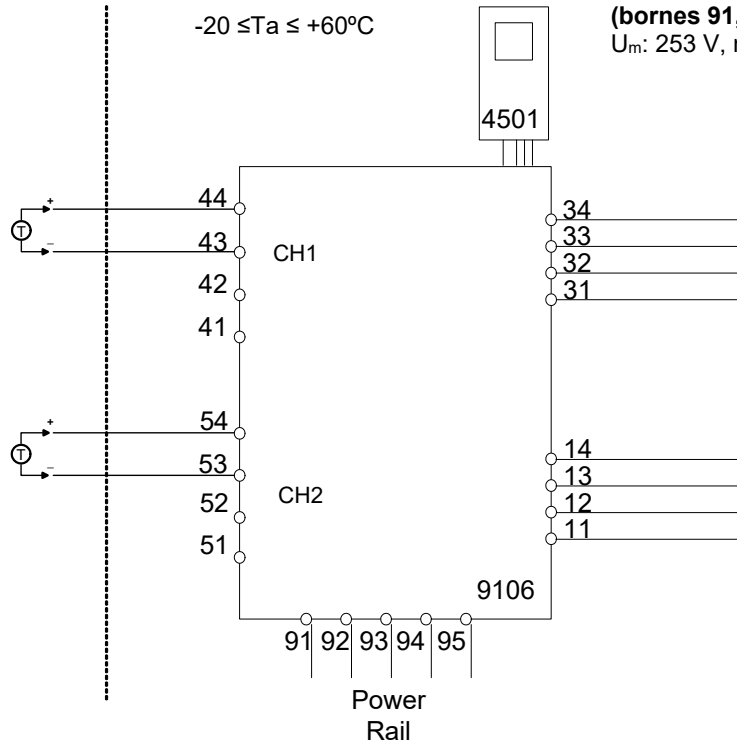 -20 ≤Ta ≤ +60ºC
(bornes 91,
Um: 253 V,
4501
44
43
42
41
CH1
34
33
32
31
T
+
–
54
53
52
51
CH2
14
13
12
11
T
+
–
9106
91 92 93 94 95
Power
Rail